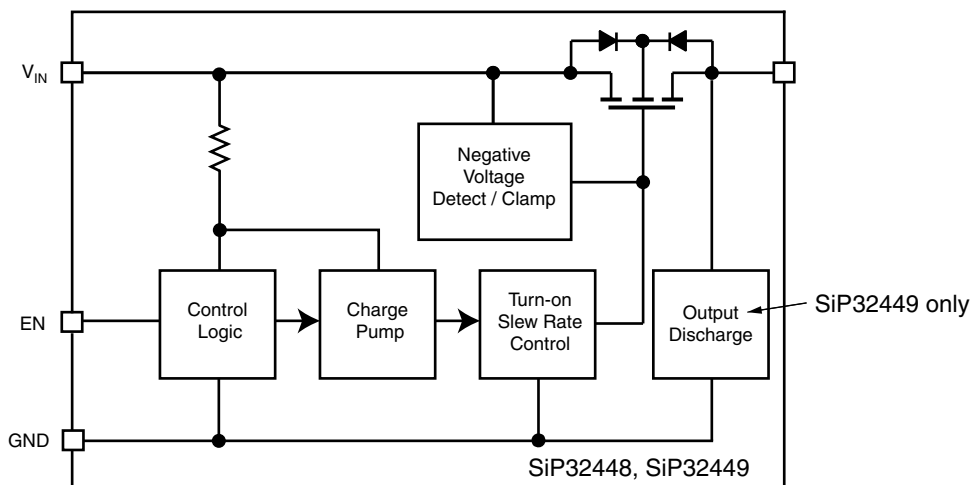 V_IN
Negative
Voltage
Detect / Clamp
EN
Control
Logic
Charge
Pump
Turn-on
Slew Rate
Control
Output
Discharge
SiP32449 only
GND
SiP32448, SiP32449